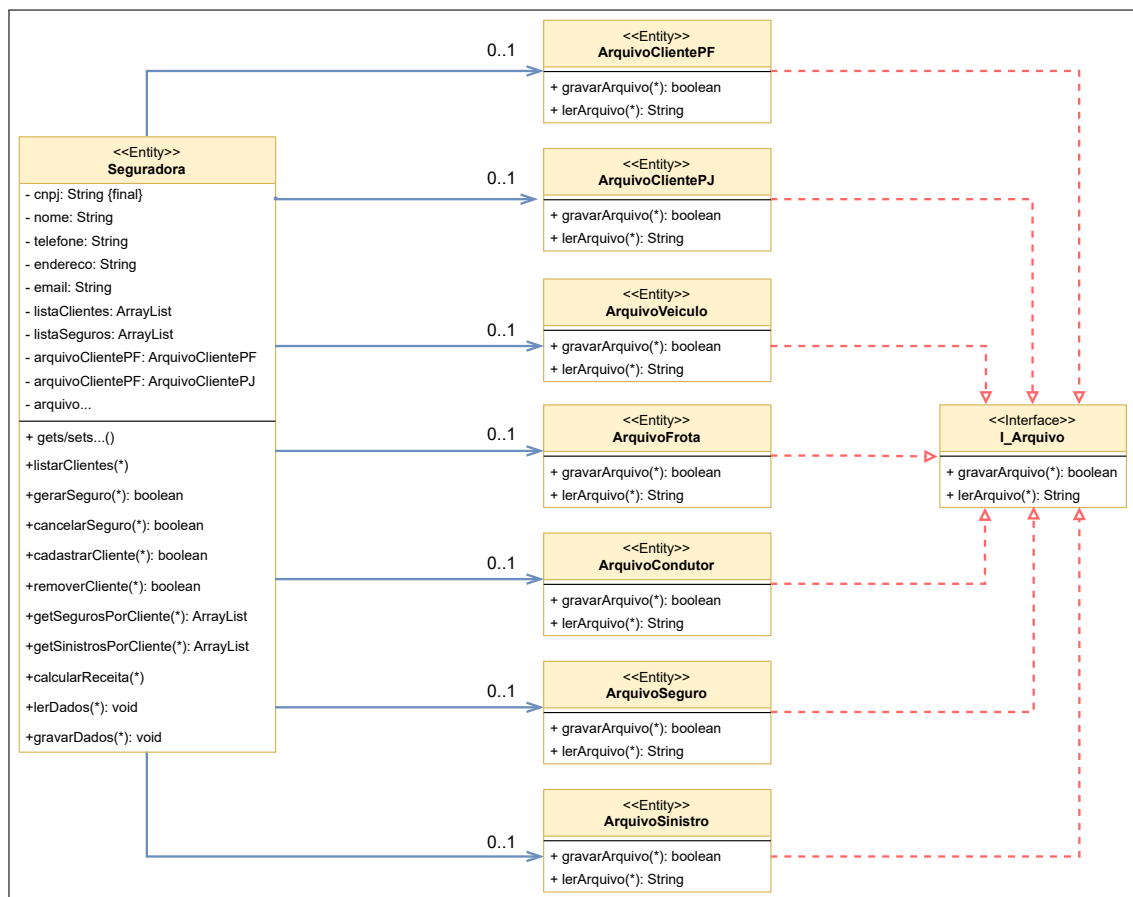 <<Entity>>
Seguradora
- cnpj: String {final}
- nome: String
- telefone: String
- endereco: String
- email: String
- listaClientes: ArrayList
- listaSeguros: ArrayList
- arquivoClientePF: ArquivoClientePF
- arquivoClientePF: ArquivoClientePJ
- arquivo...
+ gets/sets...()
+listarClientes(*)
+gerarSeguro(*): boolean
+cancelarSeguro(*): boolean
+cadastrarCliente(*): boolean
+removerCliente(*): boolean
+getSegurosPorCliente(*): ArrayList
+getSinistrosPorCliente(*): ArrayList
+calcularReceita(*)
+lerDados(*): void
+gravarDados(*): void
0..1
<<Entity>>
ArquivoClientePF
+ gravarArquivo(*): boolean
+ lerArquivo(*): String
0..1
<<Entity>>
ArquivoClientePJ
+ gravarArquivo(*): boolean
+ lerArquivo(*): String
0..1
<<Entity>>
ArquivoVeiculo
+ gravarArquivo(*): boolean
+ lerArquivo(*): String
0..1
<<Entity>>
ArquivoFrota
+ gravarArquivo(*): boolean
+ lerArquivo(*): String
0..1
<<Entity>>
ArquivoCondutor
+ gravarArquivo(*): boolean
+ lerArquivo(*): String
0..1
<<Entity>>
ArquivoSeguro
+ gravarArquivo(*): boolean
+ lerArquivo(*): String
0..1
<<Entity>>
ArquivoSinistro
+ gravarArquivo(*): boolean
+ lerArquivo(*): String
<<Interface>>
I_Arquivo
+ gravarArquivo(*): boolean
+ lerArquivo(*): String